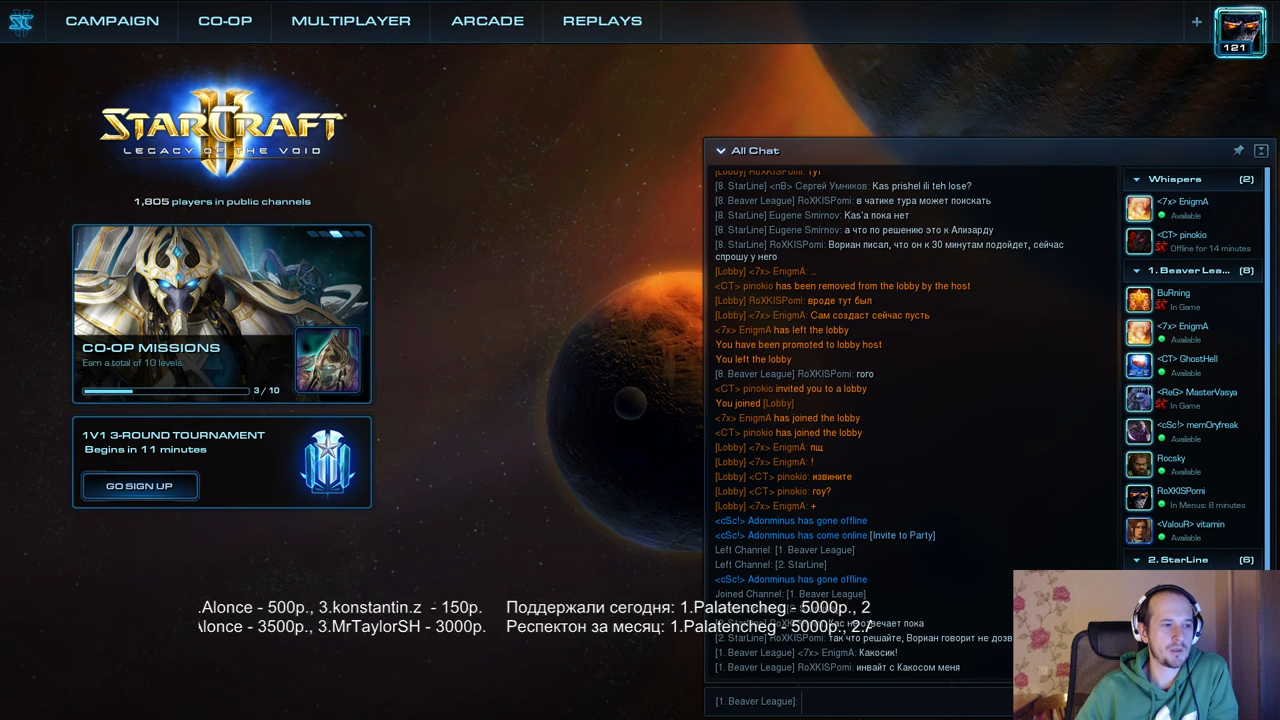 CAMPAIGN
CO-OP
MULTIPLAYER
ARCADE
REPLAYS
+
121
STARCRAFT
II
LEGACY OF THE VOID
1,805 players in public channels
CO-OP MISSIONS
Earn a total of 10 levels.
3 / 10
1V1 3-ROUND TOURNAMENT
Begins in 11 minutes
GO SIGN UP
All Chat
[Lobby] RoXKISPomi: тут
[8. StarLine] <nB> Сергей Умников: Kas prishel ili teh lose?
[8. Beaver League] RoXKISPomi: в чатике тура может поискать
[8. StarLine] Eugene Smirnov: Kas'a пока нет
[8. StarLine] Eugene Smirnov: а что по решению это к Ализарду
[8. StarLine] RoXKISPomi: Вориан писал, что он к 30 минутам подойдет, сейчас
спрошу у него
[Lobby] <7x> EnigmA: ...
<CT> pinokio has been removed from the lobby by the host
[Lobby] RoXKISPomi: вроде тут был
[Lobby] <7x> EnigmA: Сам создаст сейчас пусть
<7x> EnigmA has left the lobby
You have been promoted to lobby host
You left the lobby
[8. Beaver League] RoXKISPomi: гого
<CT> pinokio invited you to a lobby
You joined [Lobby]
<7x> EnigmA has joined the lobby
<CT> pinokio has joined the lobby
[Lobby] <7x> EnigmA: пщ
[Lobby] <7x> EnigmA: !
[Lobby] <CT> pinokio: извините
[Lobby] <CT> pinokio: гоу?
[Lobby] <7x> EnigmA: +
<cSc!> Adonminus has gone offline
<cSc!> Adonminus has come online [Invite to Party]
Left Channel: [1. Beaver League]
Left Channel: [2. StarLine]
<cSc!> Adonminus has gone offline
Joined Channel: [1. Beaver League]
RoXKISPomi: Кас не отвечает пока
[2. StarLine] RoXKISPomi: так что решайте, Вориан говорит не дозв
[1. Beaver League] <7x> EnigmA: Какосик!
[1. Beaver League] RoXKISPomi: инвайт с Какосом меня
[1. Beaver League]:
Whispers (2)
<7x> EnigmA
Available
<CT> pinokio
Offline for 14 minutes
1. Beaver Lea... (8)
BuRning
In Game
<7x> EnigmA
Available
<CT> GhostHell
Available
<ReG> MasterVasya
In Game
<cSc!> mem0ryfreak
Available
Rocsky
Available
RoXKISPomi
In Menus: 8 minutes
<ValouR> vitamin
Available
2. StarLine (6)
.Alonce - 500р., 3.konstantin.z - 150р. Поддержали сегодня: 1.Palatencheg - 5000р., 2
lonce - 3500р., 3.MrTaylorSH - 3000р. Респектон за месяц: 1.Palatencheg - 5000р., 2.